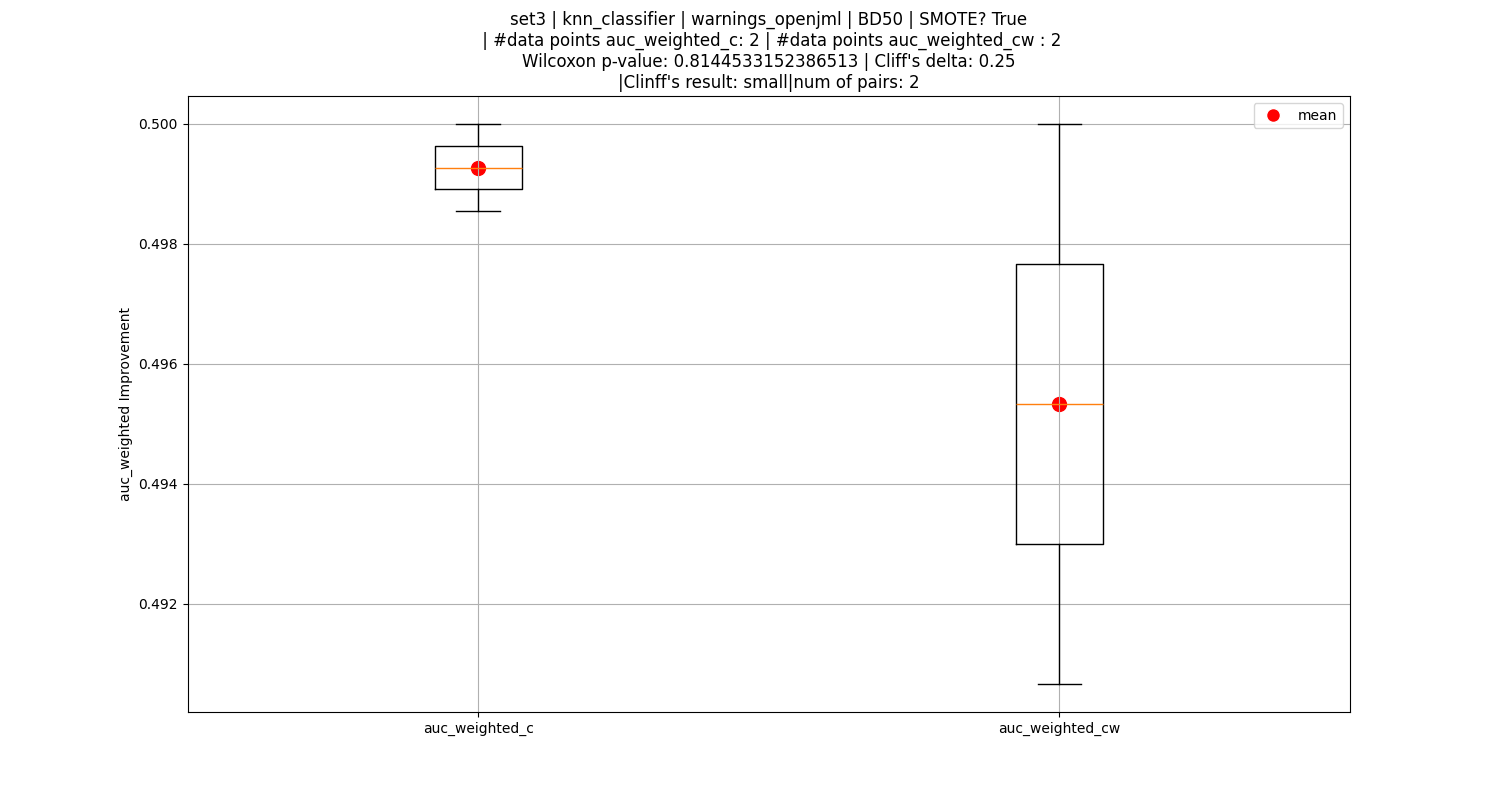 set3 | knn_classifier | warnings_openjml | BD50 | SMOTE? True
| #data points auc_weighted_c: 2 | #data points auc_weighted_cw : 2
Wilcoxon p-value: 0.8144533152386513 | Cliff's delta: 0.25
|Clinff's result: small|num of pairs: 2
mean
0.500
0.498
0.496
0.494
0.492
auc_weighted Improvement
auc_weighted_c
auc_weighted_cw